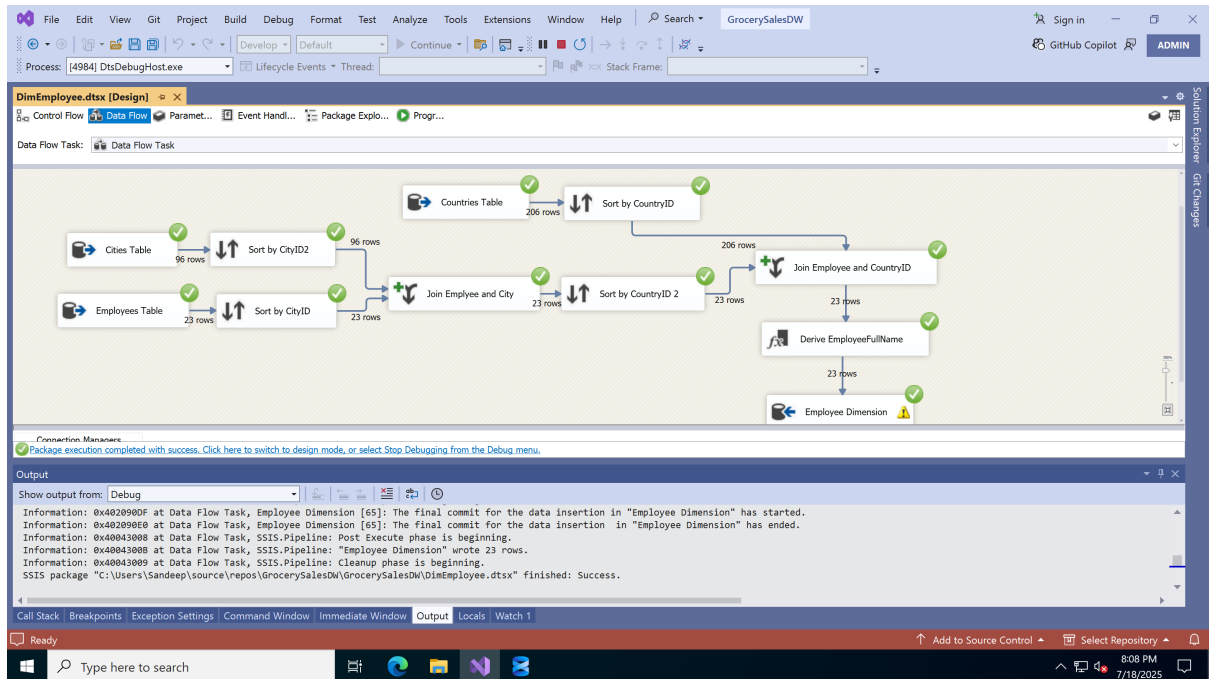 File Edit View Git Project Build Debug Format Test Analyze Tools Extensions Window Help Search GrocerySalesDW Sign in
Develop Default Continue GitHub Copilot ADMIN
Process: [4984] DtsDebugHost.exe Lifecycle Events Thread: Stack Frame:
DimEmployee.dtsx [Design]
Control Flow Data Flow Paramet... Event Handl... Package Explo... Progr...
Data Flow Task: Data Flow Task
Solution Explorer
Git Changes
Countries Table
206 rows
Sort by CountryID
Cities Table
96 rows
Sort by CityID2
96 rows
206 rows
Join Employee and CountryID
Employees Table
23 rows
Sort by CityID
23 rows
Join Emplyee and City
23 rows
Sort by CountryID 2
23 rows
23 rows
Derive EmployeeFullName
23 rows
Employee Dimension
Connection Managers
Package execution completed with success. Click here to switch to design mode, or select Stop Debugging from the Debug menu.
Output
Show output from: Debug
Information: 0x402090DF at Data Flow Task, Employee Dimension [65]: The final commit for the data insertion in "Employee Dimension" has started.
Information: 0x402090E0 at Data Flow Task, Employee Dimension [65]: The final commit for the data insertion  in "Employee Dimension" has ended.
Information: 0x40043008 at Data Flow Task, SSIS.Pipeline: Post Execute phase is beginning.
Information: 0x4004300B at Data Flow Task, SSIS.Pipeline: "Employee Dimension" wrote 23 rows.
Information: 0x40043009 at Data Flow Task, SSIS.Pipeline: Cleanup phase is beginning.
SSIS package "C:\Users\Sandeep\source\repos\GrocerySalesDW\GrocerySalesDW\DimEmployee.dtsx" finished: Success.
Call Stack Breakpoints Exception Settings Command Window Immediate Window Output Locals Watch 1
Ready Add to Source Control Select Repository
Type here to search
8:08 PM
7/18/2025